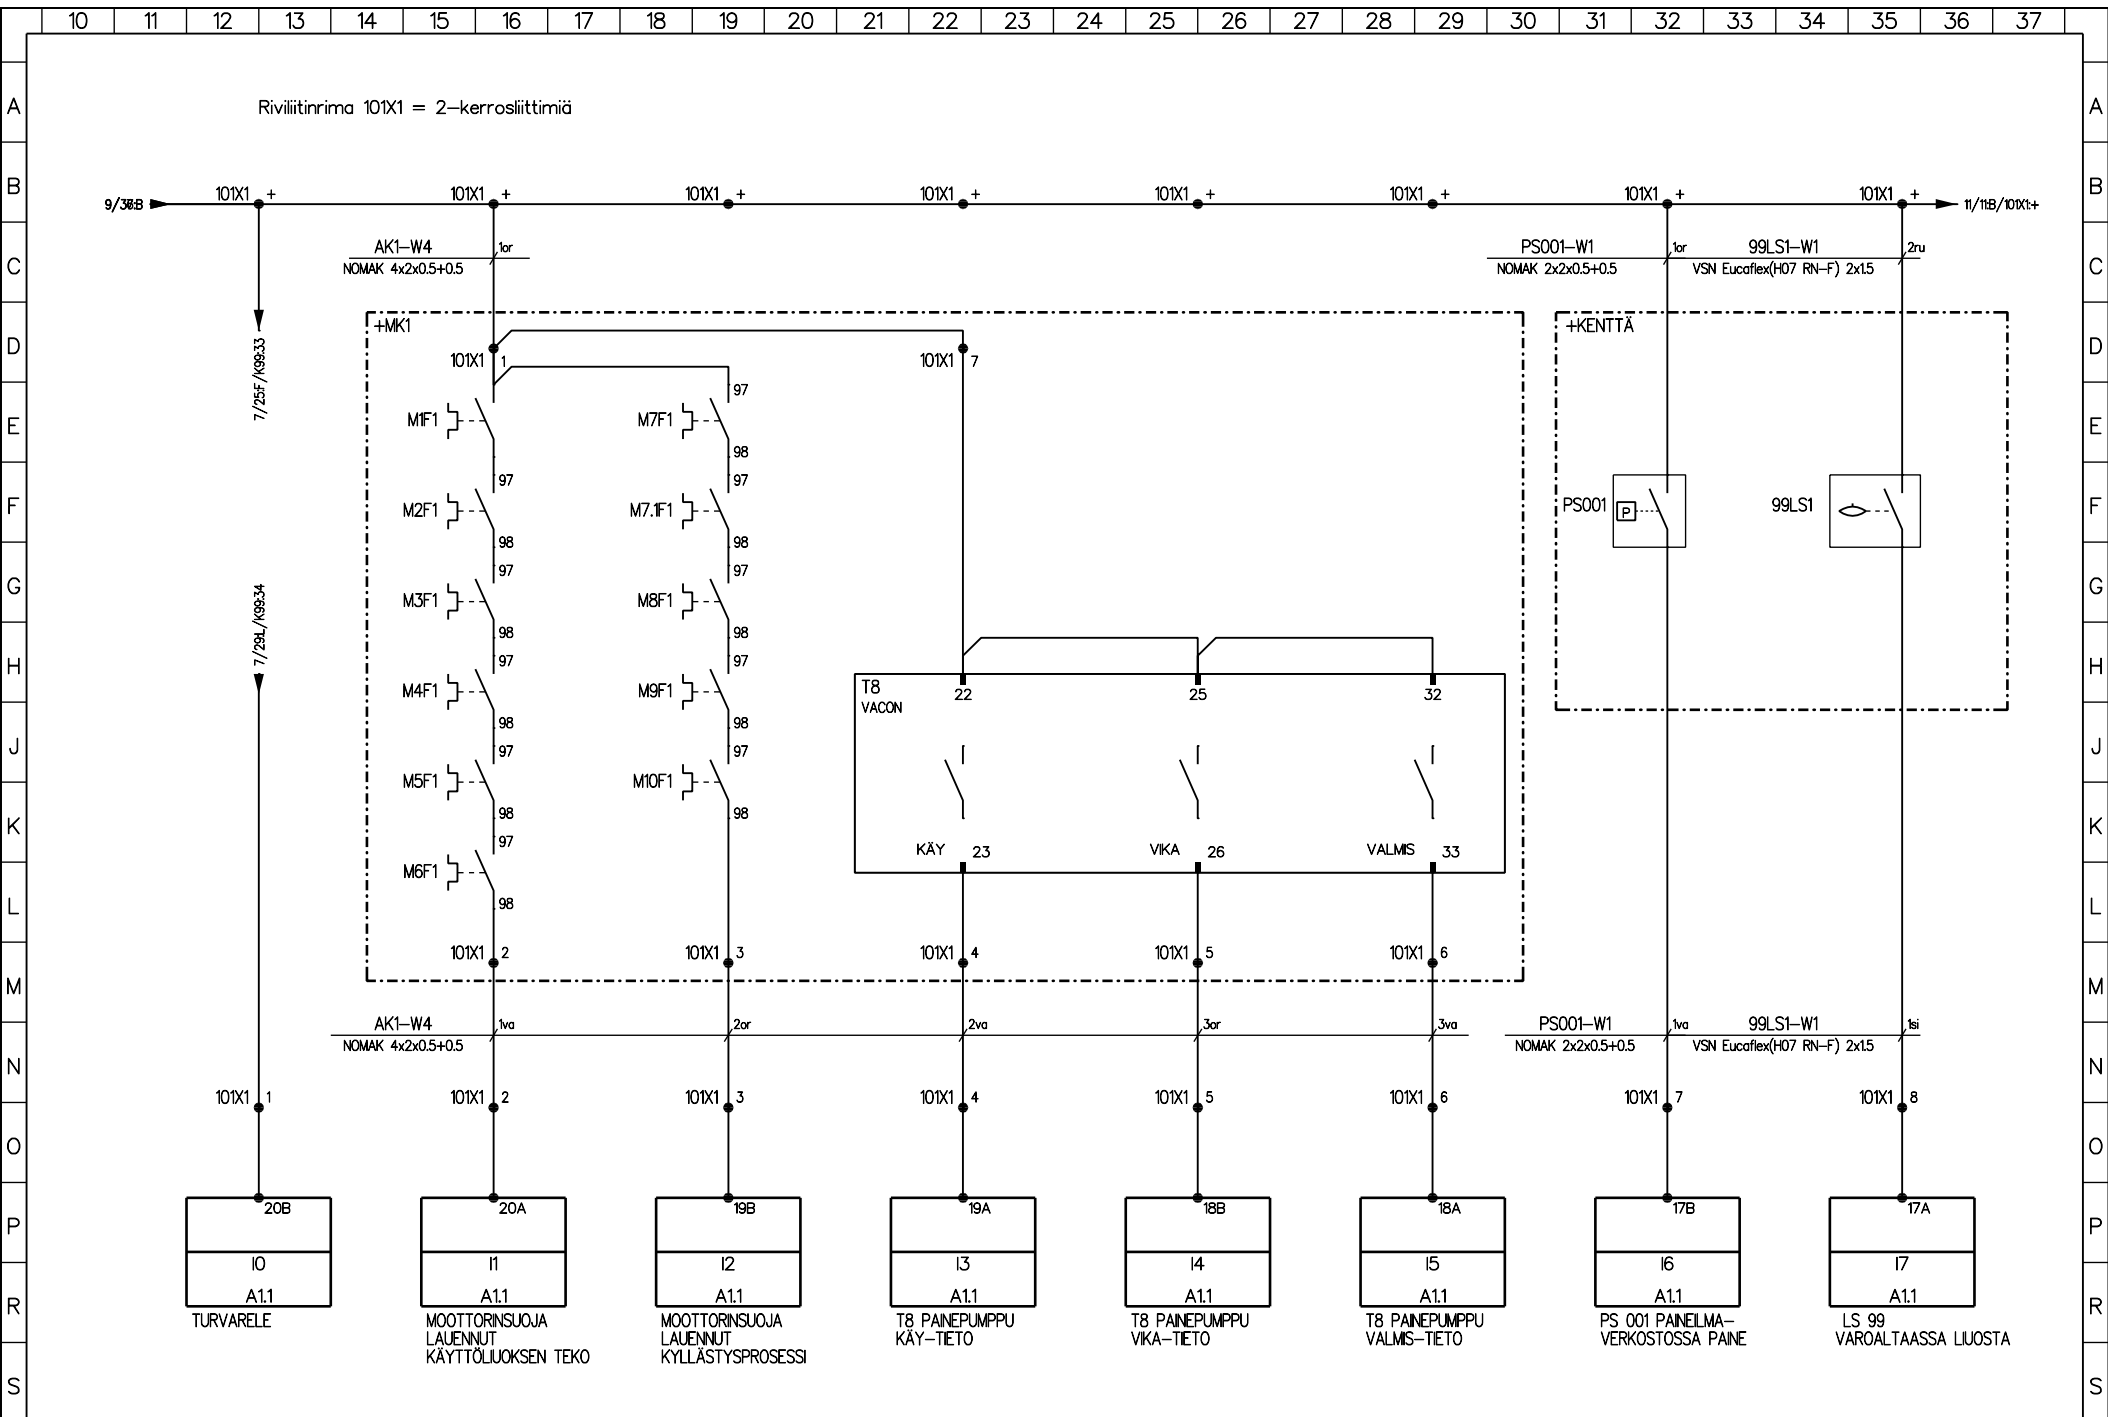 10 11 12 13 14 15 16 17 18 19 20 21 22 23 24 25 26 27 28 29 30 31 32 33 34 35 36 37
A A
Riviliitinrima 101X1 = 2-kerrosliittimiä
B B
101X1 + 101X1 + 101X1 + 101X1 + 101X1 + 101X1 + 101X1 + 101X1 +
11/11:B/101X1:+
AK1-W4 1or PS001-W1 1or 99LS1-W1 2ru
C C
NOMAK 4x2x0.5+0.5 NOMAK 2x2x0.5+0.5 VSN Eucaflex(H07 RN-F) 2x1.5
+MK1 +KENTTÄ
D D
101X1 1 101X1 7
7/25:F/K99:33
97
E E
M1F1 M7F1
98
97 97
F F
M2F1 M7.1F1 PS001 P 99LS1
98 98
97 97
G G
7/29:L/K99:34
M3F1 M8F1
98 98
97 97
H H
M4F1 M9F1
T8 22 25 32
VACON
98 98
97 97
J J
M5F1 M10F1
98 98
K K
97
KÄY 23 VIKA 26 VALMIS 33
M6F1
98
L L
101X1 2 101X1 3 101X1 4 101X1 5 101X1 6
M M
AK1-W4 1va 2or 2va 3or 3va PS001-W1 1va 99LS1-W1 1si
NOMAK 4x2x0.5+0.5 NOMAK 2x2x0.5+0.5 VSN Eucaflex(H07 RN-F) 2x1.5
N N
101X1 1 101X1 2 101X1 3 101X1 4 101X1 5 101X1 6 101X1 7 101X1 8
O O
20B 20A 19B 19A 18B 18A 17B 17A
P P
I0 I1 I2 I3 I4 I5 I6 I7
A1.1 A1.1 A1.1 A1.1 A1.1 A1.1 A1.1 A1.1
R R
TURVARELE
MOOTTORINSUOJA
LAUENNUT
KÄYTTÖLIUOKSEN TEKO
MOOTTORINSUOJA
LAUENNUT
KYLLÄSTYSPROSESSI
T8 PAINEPUMPPU
KÄY-TIETO
T8 PAINEPUMPPU
VIKA-TIETO
T8 PAINEPUMPPU
VALMIS-TIETO
PS 001 PAINEILMA-
VERKOSTOSSA PAINE
LS 99
VAROALTAASSA LIUOSTA
S S